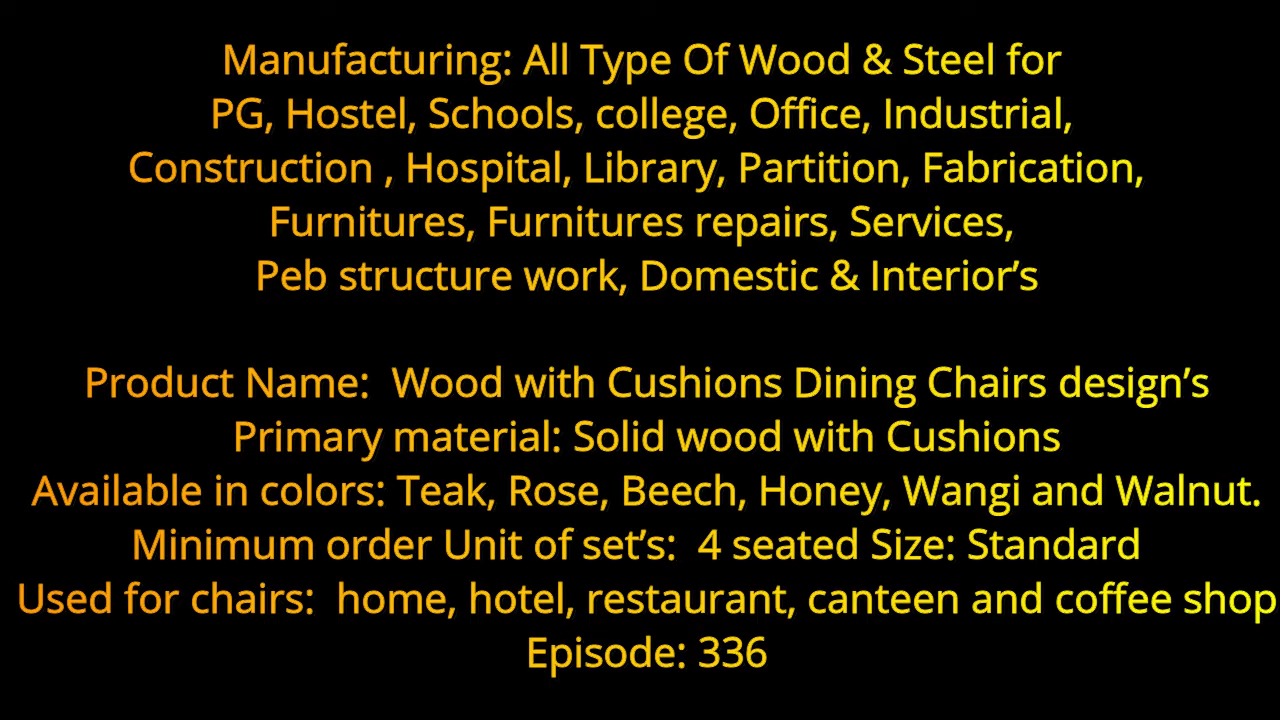 Manufacturing: All Type Of Wood & Steel for
PG, Hostel, Schools, college, Office, Industrial,
Construction , Hospital, Library, Partition, Fabrication,
Furnitures, Furnitures repairs, Services,
Peb structure work, Domestic & Interior’s
Product Name:  Wood with Cushions Dining Chairs design’s
Primary material: Solid wood with Cushions
Available in colors: Teak, Rose, Beech, Honey, Wangi and Walnut.
Minimum order Unit of set’s:  4 seated Size: Standard
Used for chairs:  home, hotel, restaurant, canteen and coffee shop
Episode: 336